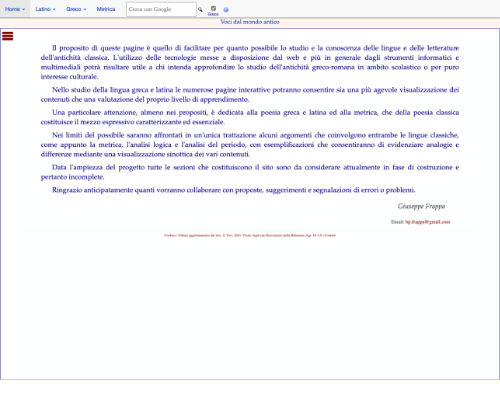 Home Latino Greco Metrica Cerca con Google Greco
Voci dal mondo antico
Il proposito di queste pagine è quello di facilitare per quanto possibile lo studio e la conoscenza delle lingue e delle letterature
dell'antichità classica. L'utilizzo delle tecnologie messe a disposizione dal web e più in generale dagli strumenti informatici e
multimediali potrà risultare utile a chi intenda approfondire lo studio dell'antichità greco-romana in ambito scolastico o per puro
interesse culturale.
Nello studio della lingua greca e latina le numerose pagine interattive potranno consentire sia una più agevole visualizzazione dei
contenuti che una valutazione del proprio livello di apprendimento.
Una particolare attenzione, almeno nei propositi, è dedicata alla poesia greca e latina ed alla metrica, che della poesia classica
costituisce il mezzo espressivo caratterizzante ed essenziale.
Nei limiti del possibile saranno affrontati in un'unica trattazione alcuni argomenti che coinvolgono entrambe le lingue classiche,
come appunto la metrica, l'analisi logica e l'analisi del periodo, con esemplificazioni che consentiranno di evidenziare analogie e
differenze mediante una visualizzazione sinottica dei vari contenuti.
Data l'ampiezza del progetto tutte le sezioni che costituiscono il sito sono da considerare attualmente in fase di costruzione e
pertanto incomplete.
Ringrazio anticipatamente quanti vorranno collaborare con proposte, suggerimenti e segnalazioni di errori o problemi.
Giuseppe Frappa
Email: bp.frappa@gmail.com